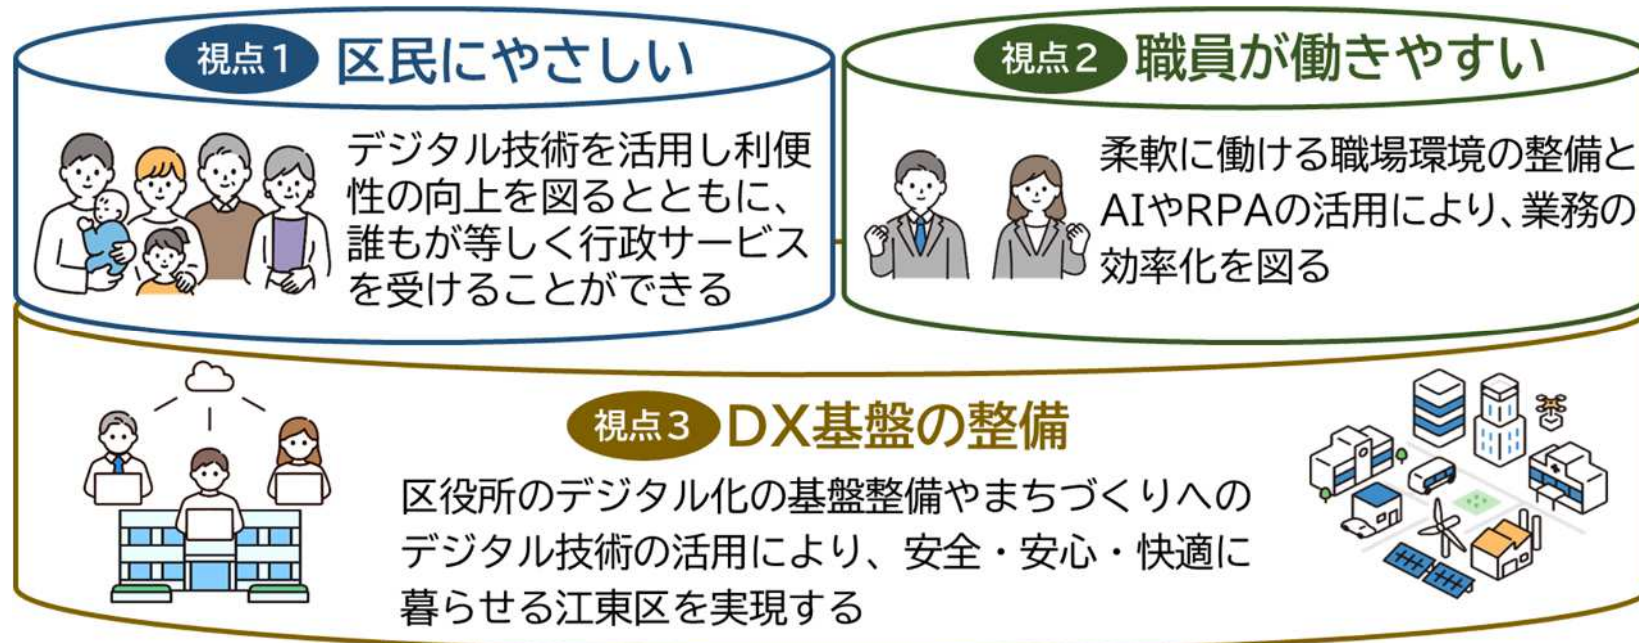 視点1 区民にやさしい
デジタル技術を活用し利便
性の向上を図るとともに、
誰もが等しく行政サービス
を受けることができる
視点2 職員が働きやすい
柔軟に働ける職場環境の整備と
AIやRPAの活用により、業務の
効率化を図る
視点3 DX基盤の整備
区役所のデジタル化の基盤整備やまちづくりへの
デジタル技術の活用により、安全・安心・快適に
暮らせる江東区を実現する